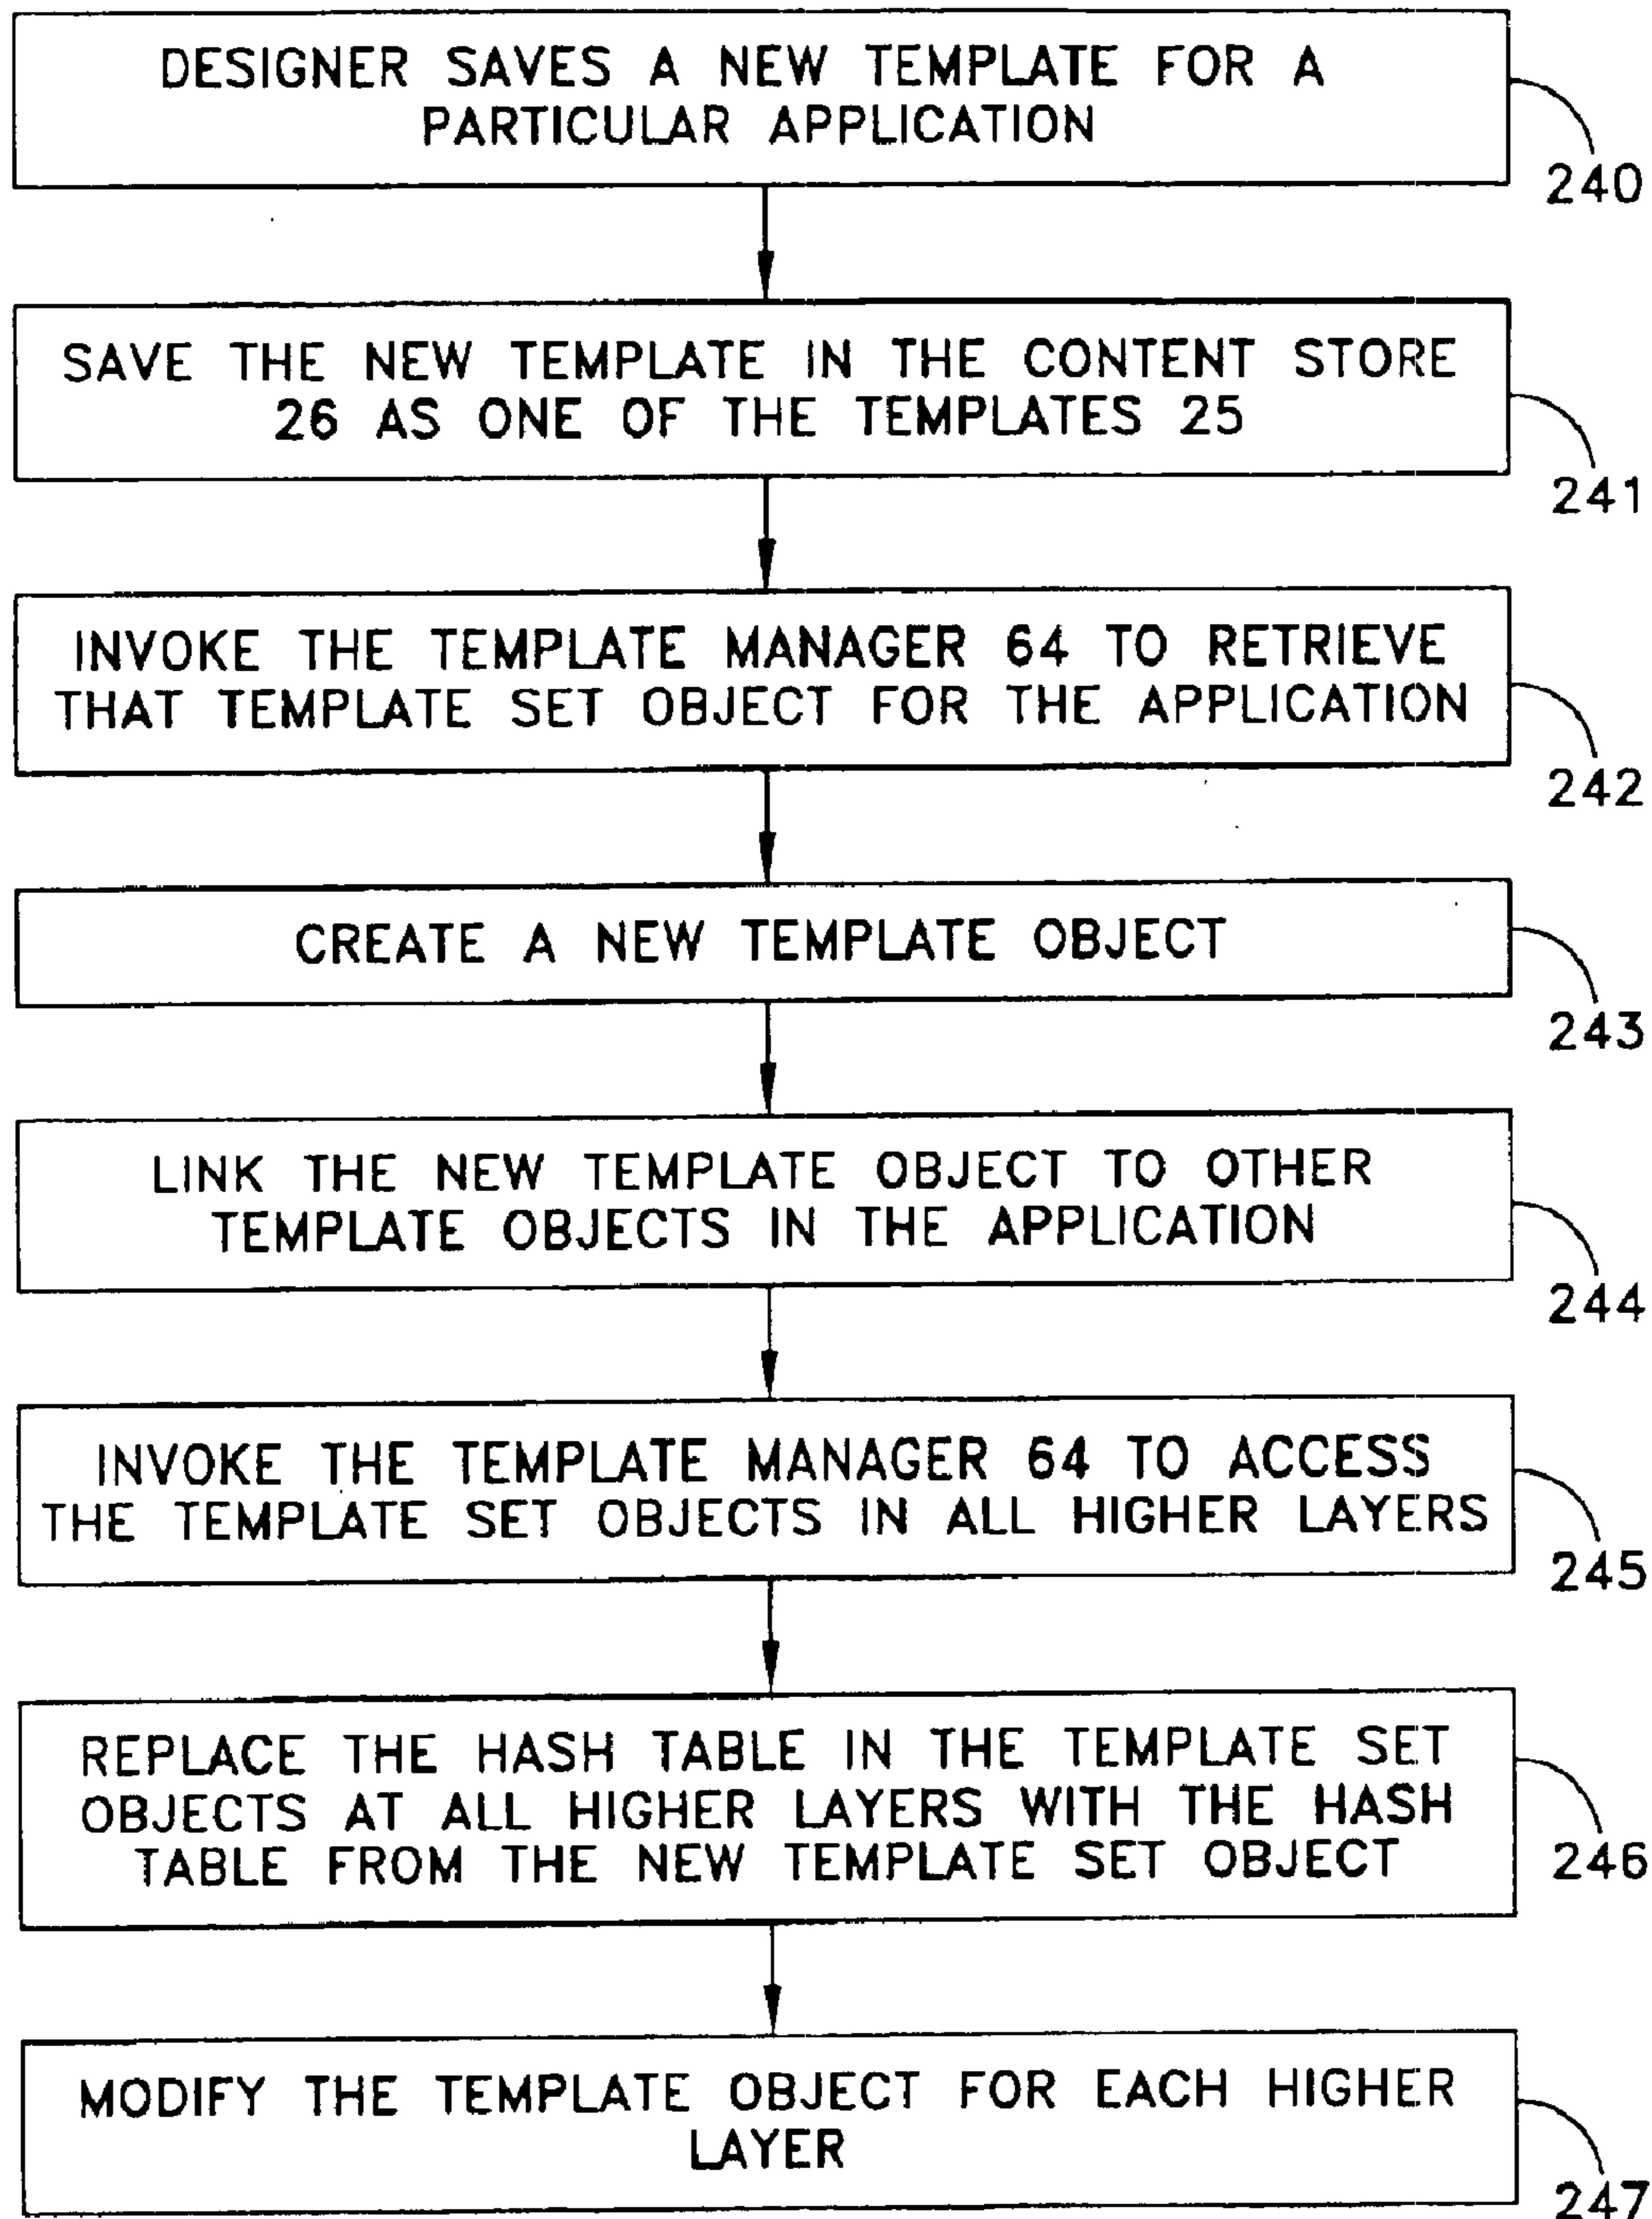 DESIGNER SAVES A NEW TEMPLATE FOR A
PARTICULAR APPLICATION
240
SAVE THE NEW TEMPLATE IN THE CONTENT STORE
26 AS ONE OF THE TEMPLATES 25
241
INVOKE THE TEMPLATE MANAGER 64 TO RETRIEVE
THAT TEMPLATE SET OBJECT FOR THE APPLICATION
242
CREATE A NEW TEMPLATE OBJECT
243
LINK THE NEW TEMPLATE OBJECT TO OTHER
TEMPLATE OBJECTS IN THE APPLICATION
244
INVOKE THE TEMPLATE MANAGER 64 TO ACCESS
THE TEMPLATE SET OBJECTS IN ALL HIGHER LAYERS
245
REPLACE THE HASH TABLE IN THE TEMPLATE SET
OBJECTS AT ALL HIGHER LAYERS WITH THE HASH
TABLE FROM THE NEW TEMPLATE SET OBJECT
246
MODIFY THE TEMPLATE OBJECT FOR EACH HIGHER
LAYER
247